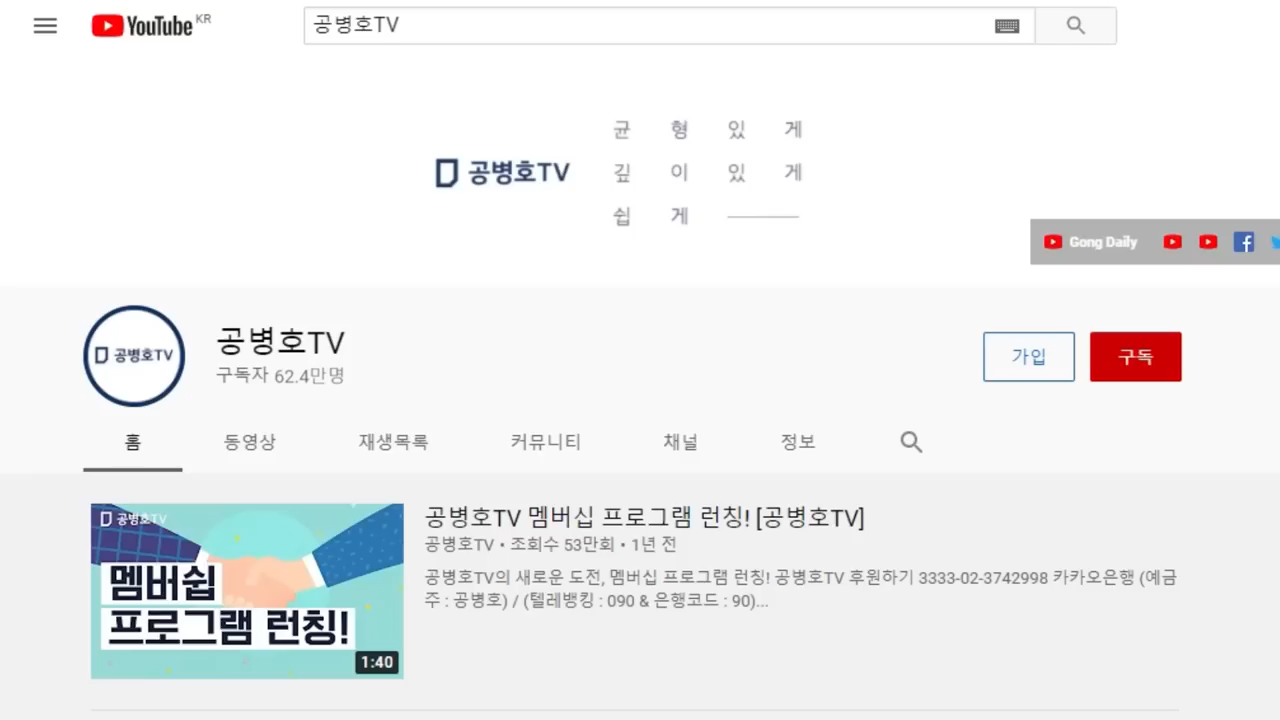 YouTube KR
공병호TV
균 형 있 게
공병호TV
깊 이 있 게
쉽 게
Gong Daily
공병호TV
공병호TV
구독자 62.4만명
가입
구독
홈
동영상
재생목록
커뮤니티
채널
정보
공병호TV
멤버쉽
프로그램 런칭!
1:40
공병호TV 멤버십 프로그램 런칭! [공병호TV]
공병호TV • 조회수 53만회 • 1년 전
공병호TV의 새로운 도전, 멤버십 프로그램 런칭! 공병호TV 후원하기 3333-02-3742998 카카오은행 (예금
주 : 공병호) / (텔레뱅킹 : 090 & 은행코드 : 90)...